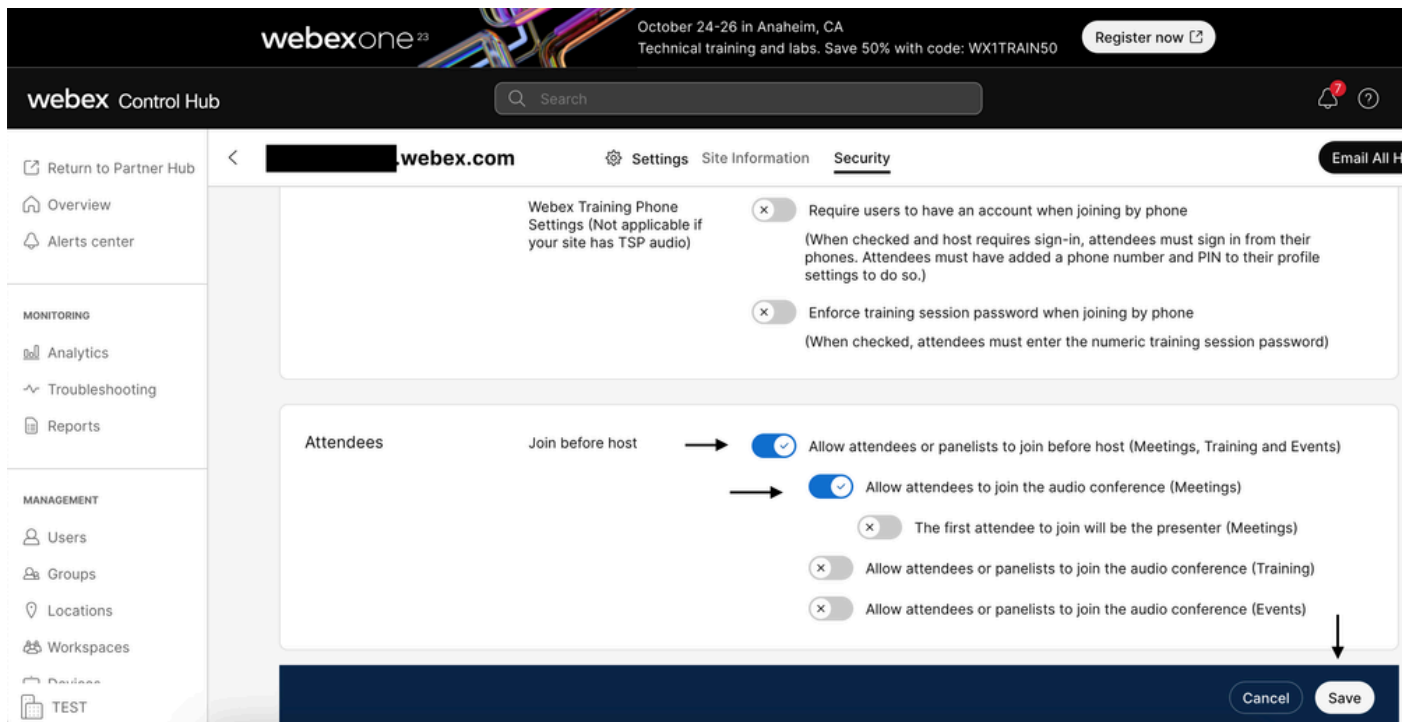 webexone23
October 24-26 in Anaheim, CA
Technical training and labs. Save 50% with code: WX1TRAIN50
Register now
webex Control Hub
Search
7
Return to Partner Hub
Overview
Alerts center
MONITORING
Analytics
Troubleshooting
Reports
MANAGEMENT
Users
Groups
Locations
Workspaces
Devices
TEST
.webex.com
Settings
Site Information
Security
Email All H
Webex Training Phone
Settings (Not applicable if
your site has TSP audio)
Require users to have an account when joining by phone
(When checked and host requires sign-in, attendees must sign in from their
phones. Attendees must have added a phone number and PIN to their profile
settings to do so.)
Enforce training session password when joining by phone
(When checked, attendees must enter the numeric training session password)
Attendees
Join before host
Allow attendees or panelists to join before host (Meetings, Training and Events)
Allow attendees to join the audio conference (Meetings)
The first attendee to join will be the presenter (Meetings)
Allow attendees or panelists to join the audio conference (Training)
Allow attendees or panelists to join the audio conference (Events)
Cancel
Save